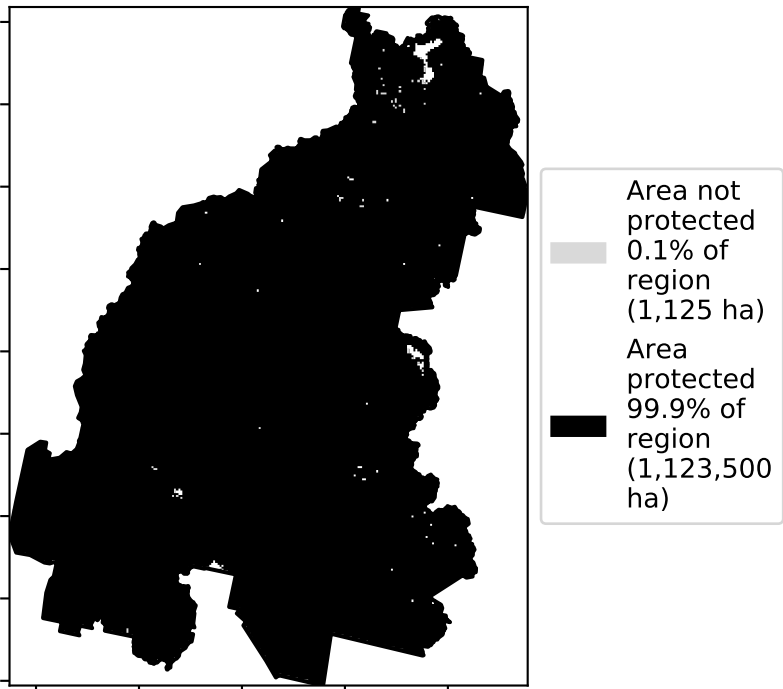 Area not
protected
0.1% of
region
(1,125 ha)
Area
protected
99.9% of
region
(1,123,500
ha)